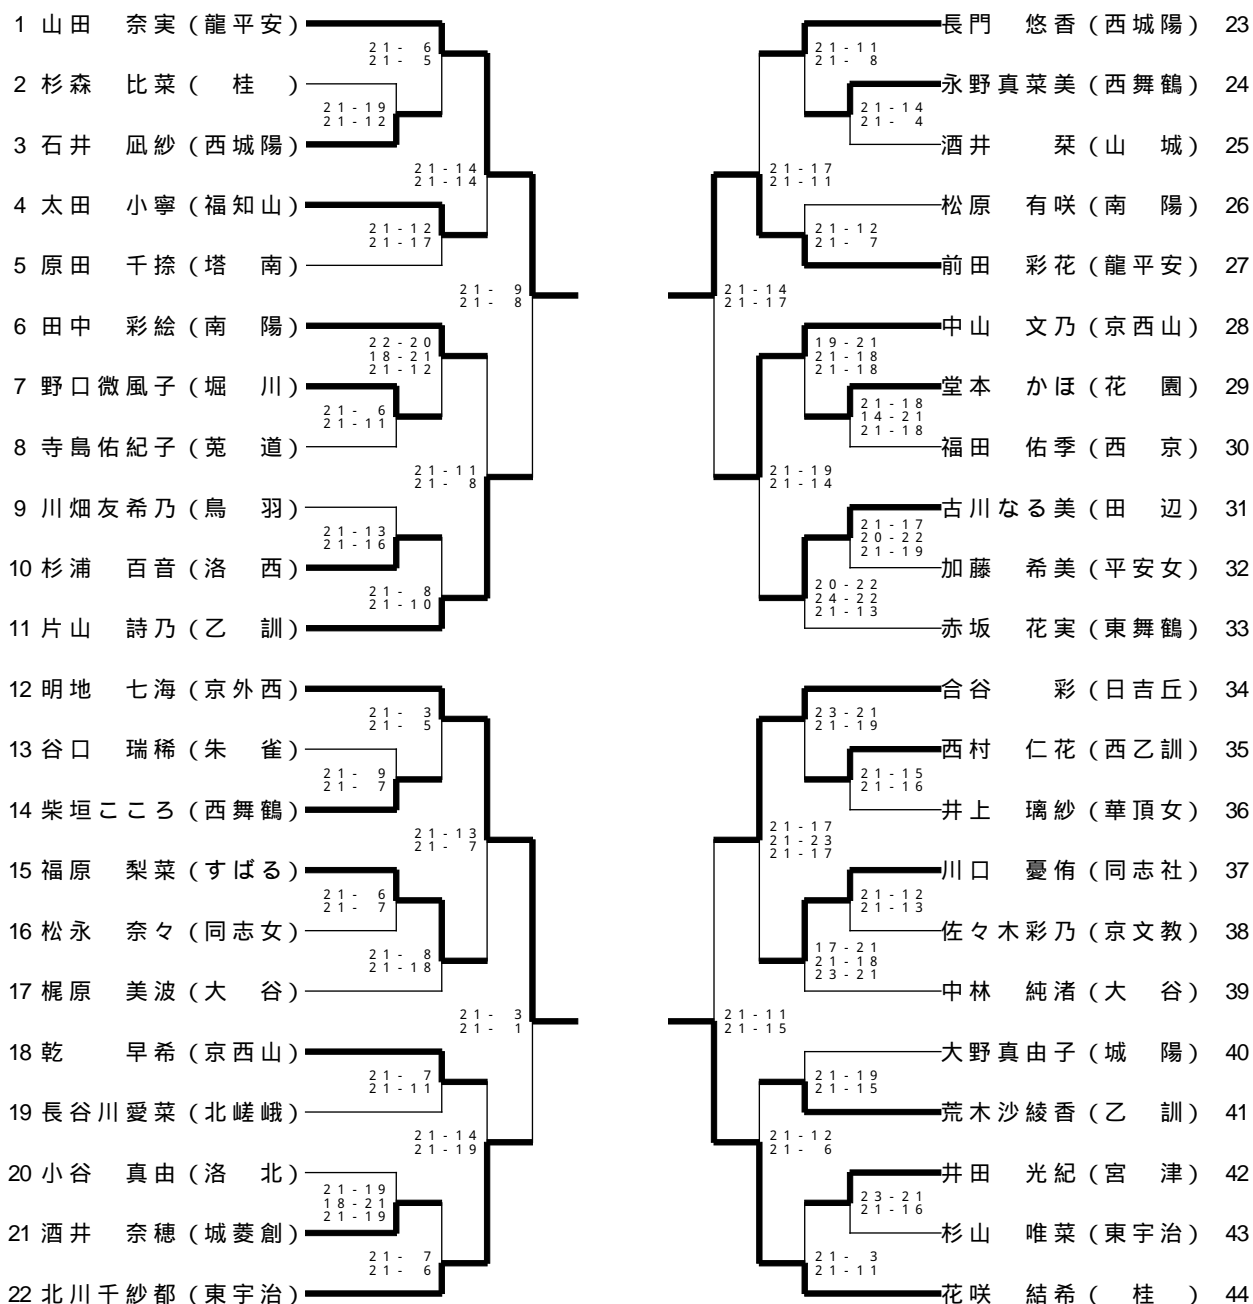 1 山田 奈実 (龍平安)
21- 6
21- 5
2 杉森 比菜 ( 桂 )
21-19
21-12
3 石井 凪紗 (西城陽)
21-14
21-14
4 太田 小寧 (福知山)
21-12
21-17
5 原田 千捺 (塔 南)
21- 9
21- 8
6 田中 彩絵 (南 陽)
22-20
18-21
21-12
7 野口微風子 (堀 川)
21- 6
21-11
8 寺島佑紀子 (莵 道)
21-11
21- 8
9 川畑友希乃 (鳥 羽)
21-13
21-16
10 杉浦 百音 (洛 西)
21- 8
21-10
11 片山 詩乃 (乙 訓)
12 明地 七海 (京外西)
21- 3
21- 5
13 谷口 瑞稀 (朱 雀)
21- 9
21- 7
14 柴垣こころ (西舞鶴)
21-13
21- 7
15 福原 梨菜 (すばる)
21- 6
21- 7
16 松永 奈々 (同志女)
21- 8
21-18
17 梶原 美波 (大 谷)
21- 3
21- 1
18 乾 早希 (京西山)
21- 7
21-11
19 長谷川愛菜 (北嵯峨)
21-14
21-19
20 小谷 真由 (洛 北)
21-19
18-21
21-19
21 酒井 奈穂 (城菱創)
21- 7
21- 6
22 北川千紗都 (東宇治)
長門 悠香 (西城陽) 23
21-11
21- 8
永野真菜美 (西舞鶴) 24
21-14
21- 4
酒井 栞 (山 城) 25
21-17
21-11
松原 有咲 (南 陽) 26
21-12
21- 7
前田 彩花 (龍平安) 27
21-14
21-17
中山 文乃 (京西山) 28
19-21
21-18
21-18
堂本 かほ (花 園) 29
21-18
14-21
21-18
福田 佑季 (西 京) 30
21-19
21-14
古川なる美 (田 辺) 31
21-17
20-22
21-19
加藤 希美 (平安女) 32
20-22
24-22
21-13
赤坂 花実 (東舞鶴) 33
合谷 彩 (日吉丘) 34
23-21
21-19
西村 仁花 (西乙訓) 35
21-15
21-16
井上 璃紗 (華頂女) 36
21-17
21-23
21-17
川口 憂侑 (同志社) 37
21-12
21-13
佐々木彩乃 (京文教) 38
17-21
21-18
23-21
中林 純渚 (大 谷) 39
21-11
21-15
大野真由子 (城 陽) 40
21-19
21-15
荒木沙綾香 (乙 訓) 41
21-12
21- 6
井田 光紀 (宮 津) 42
23-21
21-16
杉山 唯菜 (東宇治) 43
21- 3
21-11
花咲 結希 ( 桂 ) 44